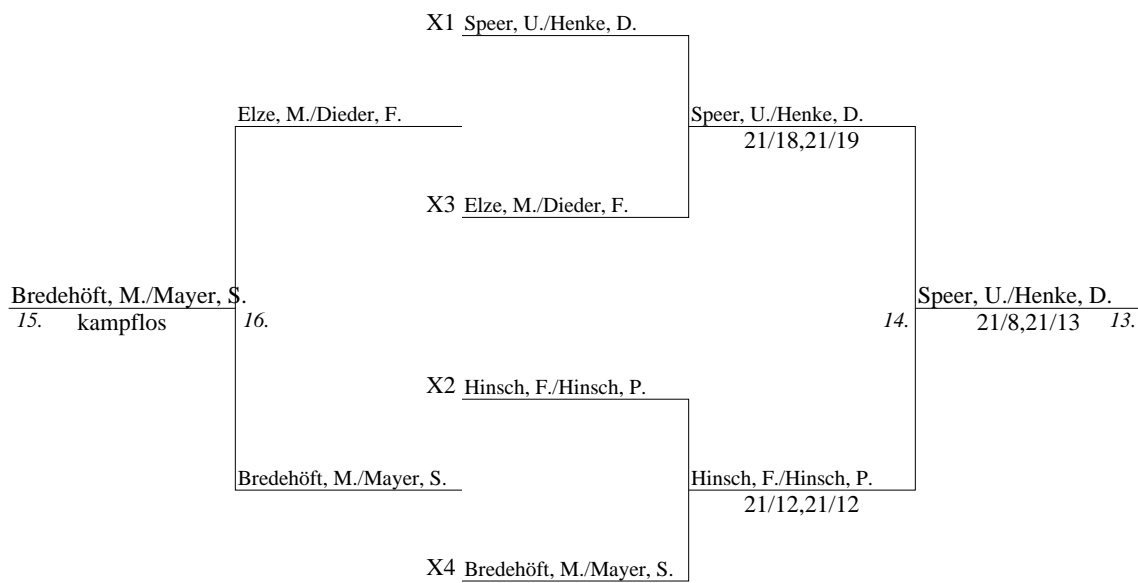 X1 Speer, U./Henke, D.
Elze, M./Dieder, F.
Speer, U./Henke, D.
21/18,21/19
X3 Elze, M./Dieder, F.
Bredehöft, M./Mayer, S.
15. kampflos 16.
Speer, U./Henke, D.
14. 21/8,21/13 13.
X2 Hinsch, F./Hinsch, P.
Bredehöft, M./Mayer, S.
Hinsch, F./Hinsch, P.
21/12,21/12
X4 Bredehöft, M./Mayer, S.